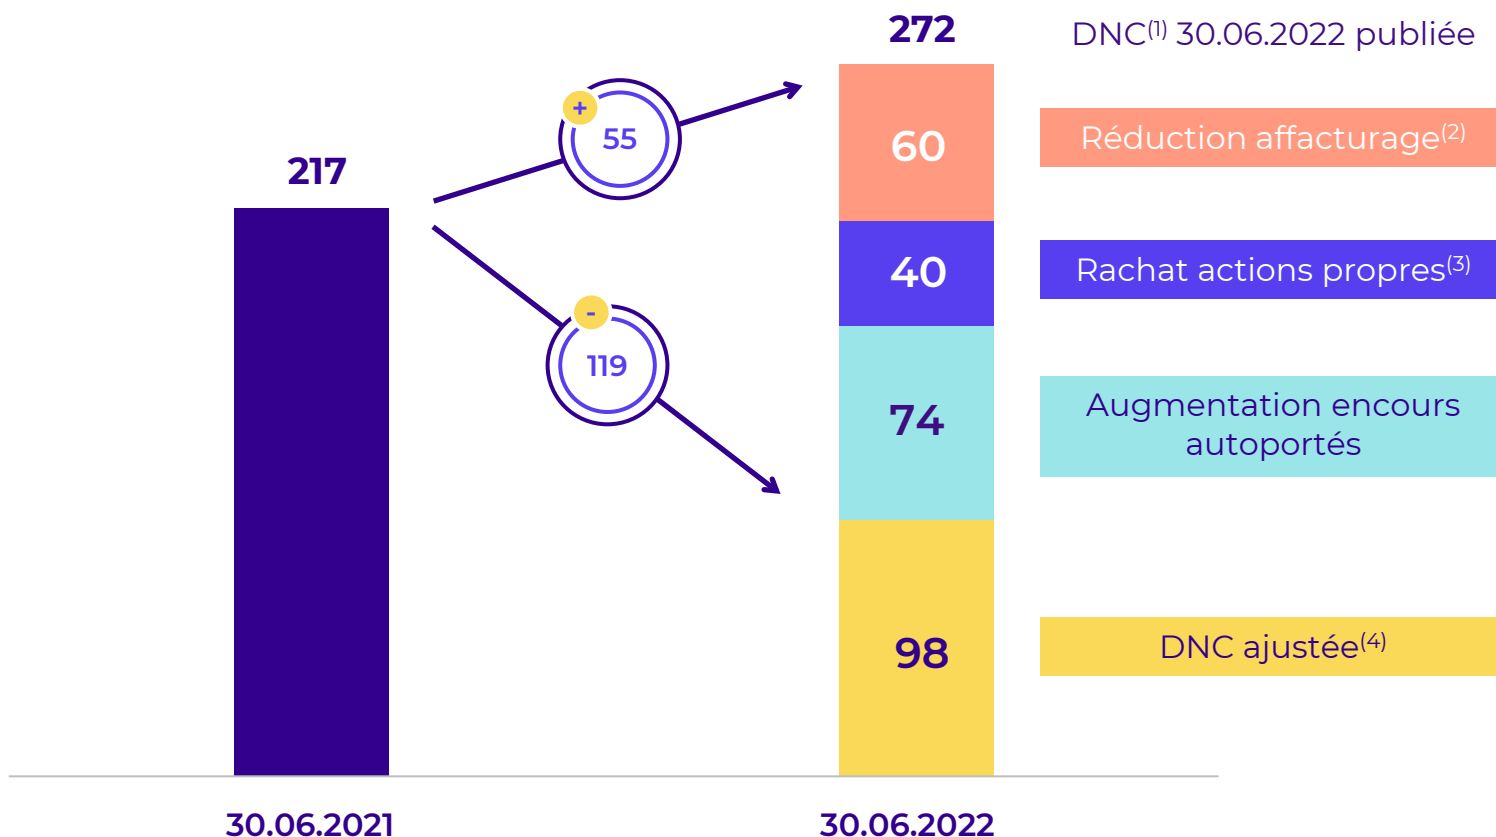 272
DNC(1) 30.06.2022 publiée
+
55
60
Réduction affacturage(2)
217
40
Rachat actions propres(3)
-
119
74
Augmentation encours
autoportés
98
DNC ajustée(4)
30.06.2021
30.06.2022